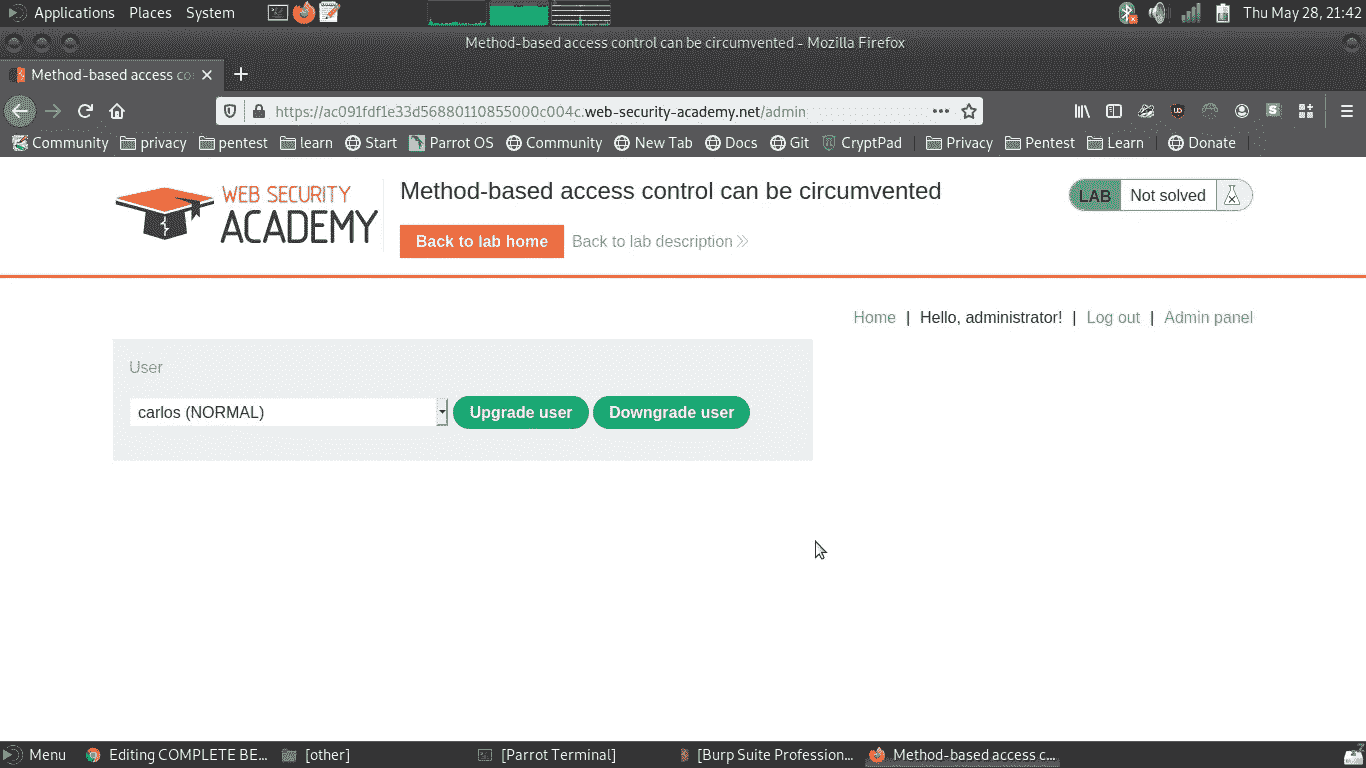 Applications Places System Thu May 28, 21:42
Method-based access control can be circumvented - Mozilla Firefox
Method-based access co
https://ac091fdf1e33d56880110855000c004c.web-security-academy.net/admin
Community privacy pentest learn Start Parrot OS Community New Tab Docs Git CryptPad Privacy Pentest Learn Donate
WEB SECURITY
ACADEMY
Method-based access control can be circumvented
LAB Not solved
Back to lab home Back to lab description
Home | Hello, administrator! | Log out | Admin panel
User
carlos (NORMAL) Upgrade user Downgrade user
Menu Editing COMPLETE BE... [other] [Parrot Terminal] [Burp Suite Profession... Method-based access c...